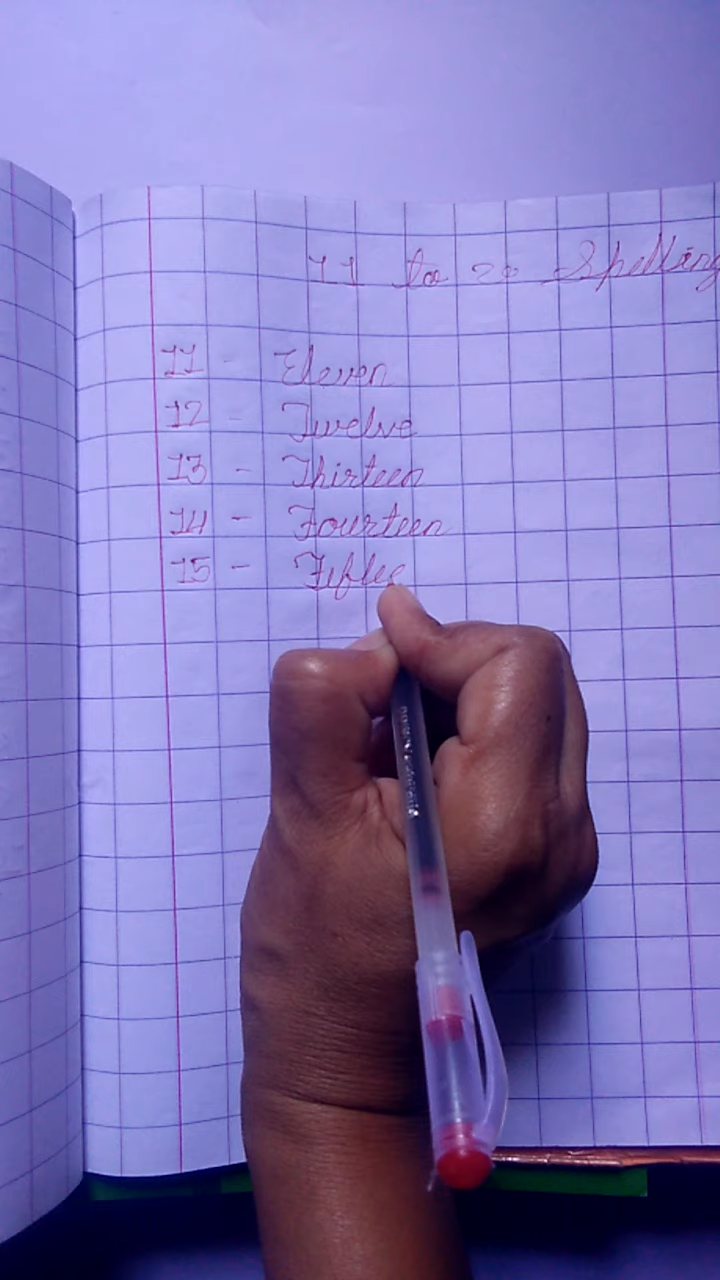 11 to 20 Spelling
11 - Eleven
12 - Twelve
13 - Thirteen
14 - Fourteen
15 - Fiftee